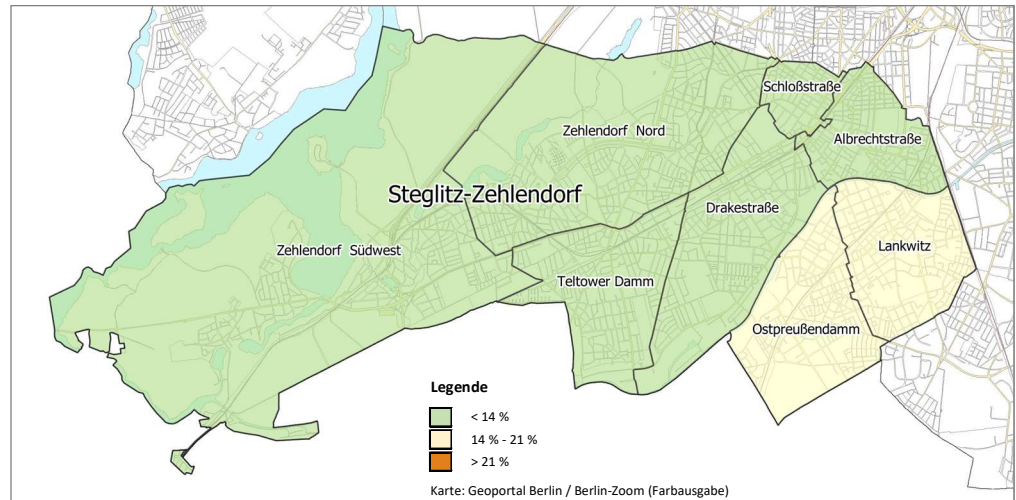 Schloßstraße
Zehlendorf Nord
Albrechtstraße
Steglitz-Zehlendorf
Drakestraße
Zehlendorf Südwest
Lankwitz
Teltower Damm
Ostpreußendamm
Legende
< 14 %
14 % - 21 %
> 21 %
Karte: Geoportal Berlin / Berlin-Zoom (Farbausgabe)